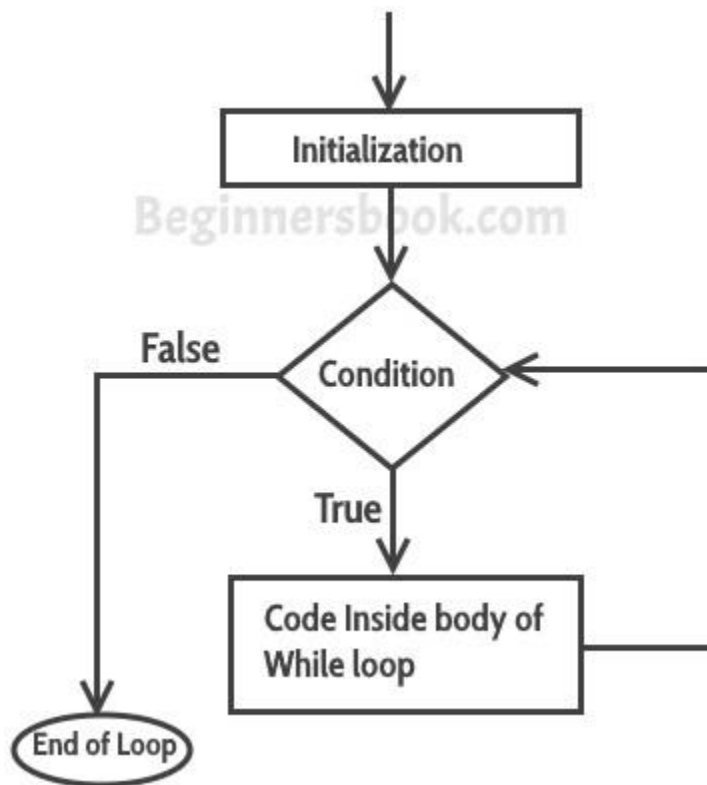 Initialization
Beginnersbook.com
False
Condition
True
Code Inside body of
While loop
End of Loop